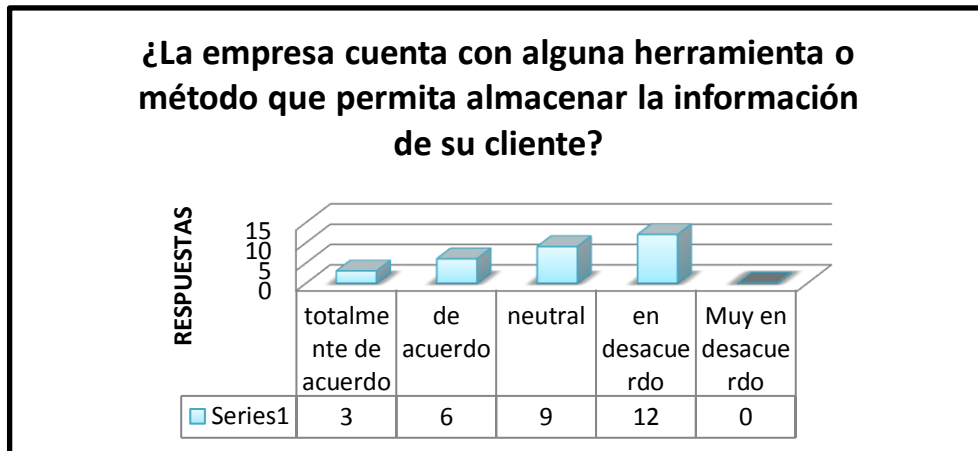 ¿La empresa cuenta con alguna herramienta o
método que permita almacenar la información
de su cliente?
RESPUESTAS
15
10
5
0
totalme
nte de
acuerdo
de
acuerdo
neutral
en
desacue
rdo
Muy en
desacue
rdo
Series1 3 6 9 12 0